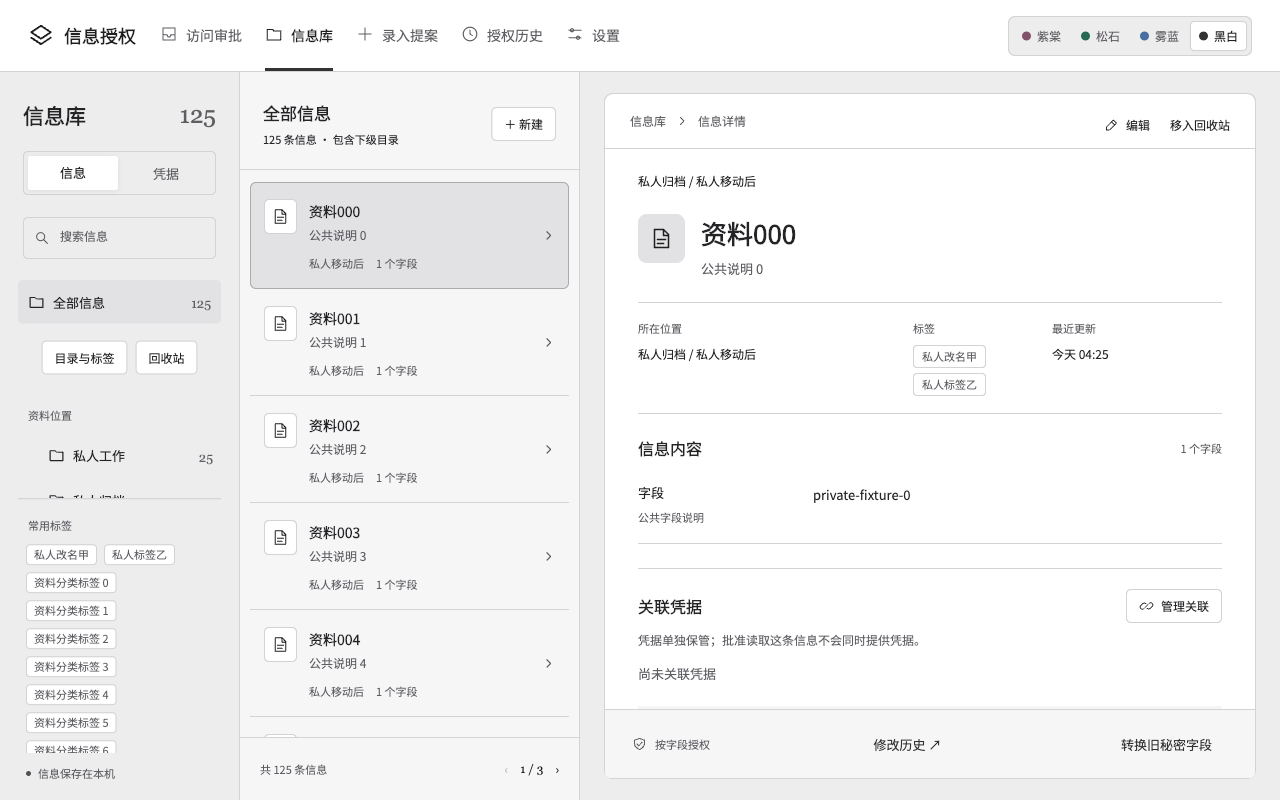 信息授权
访问审批
信息库
录入提案
授权历史
设置
紫棠
松石
雾蓝
黑白
信息库 125
信息
凭据
搜索信息
全部信息 125
目录与标签
回收站
资料位置
私人工作 25
私人归档
常用标签
私人改名甲 私人标签乙
资料分类标签 0
资料分类标签 1
资料分类标签 2
资料分类标签 3
资料分类标签 4
资料分类标签 5
资料分类标签 6
信息保存在本机
全部信息
125 条信息 · 包含下级目录
新建
资料000
公共说明 0
私人移动后 1 个字段
资料001
公共说明 1
私人移动后 1 个字段
资料002
公共说明 2
私人移动后 1 个字段
资料003
公共说明 3
私人移动后 1 个字段
资料004
公共说明 4
私人移动后 1 个字段
共 125 条信息
‹ 1 / 3 ›
信息库 > 信息详情
编辑
移入回收站
私人归档 / 私人移动后
资料000
公共说明 0
所在位置
私人归档 / 私人移动后
标签
私人改名甲
私人标签乙
最近更新
今天 04:25
信息内容
1 个字段
字段
公共字段说明
private-fixture-0
关联凭据
管理关联
凭据单独保管；批准读取这条信息不会同时提供凭据。
尚未关联凭据
按字段授权
修改历史 ↗
转换旧秘密字段